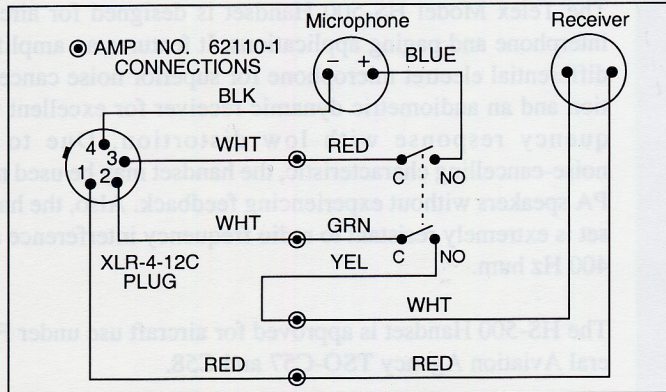 Microphone
Receiver
AMP NO. 62110-1
CONNECTIONS
− +
BLUE
BLK
4
3
1 2
WHT
RED
C NO
WHT
GRN
YEL
C NO
XLR-4-12C
PLUG
WHT
RED
RED